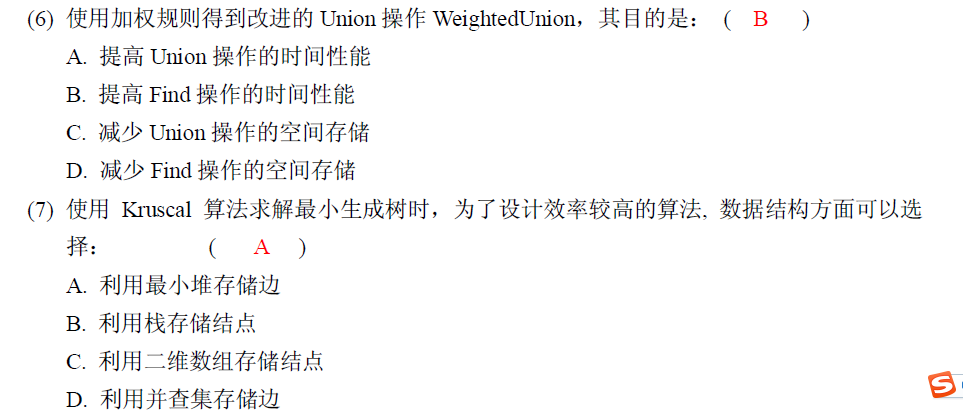 (6) 使用加权规则得到改进的 Union 操作 WeightedUnion，其目的是： ( B )
A. 提高 Union 操作的时间性能
B. 提高 Find 操作的时间性能
C. 减少 Union 操作的空间存储
D. 减少 Find 操作的空间存储
(7) 使用 Kruscal 算法求解最小生成树时，为了设计效率较高的算法, 数据结构方面可以选
择： ( A )
A. 利用最小堆存储边
B. 利用栈存储结点
C. 利用二维数组存储结点
D. 利用并查集存储边
S